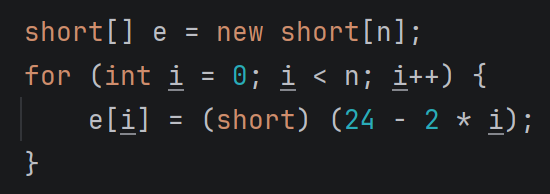 short[] e = new short[n];
for (int i = 0; i < n; i++) {
    e[i] = (short) (24 - 2 * i);
}